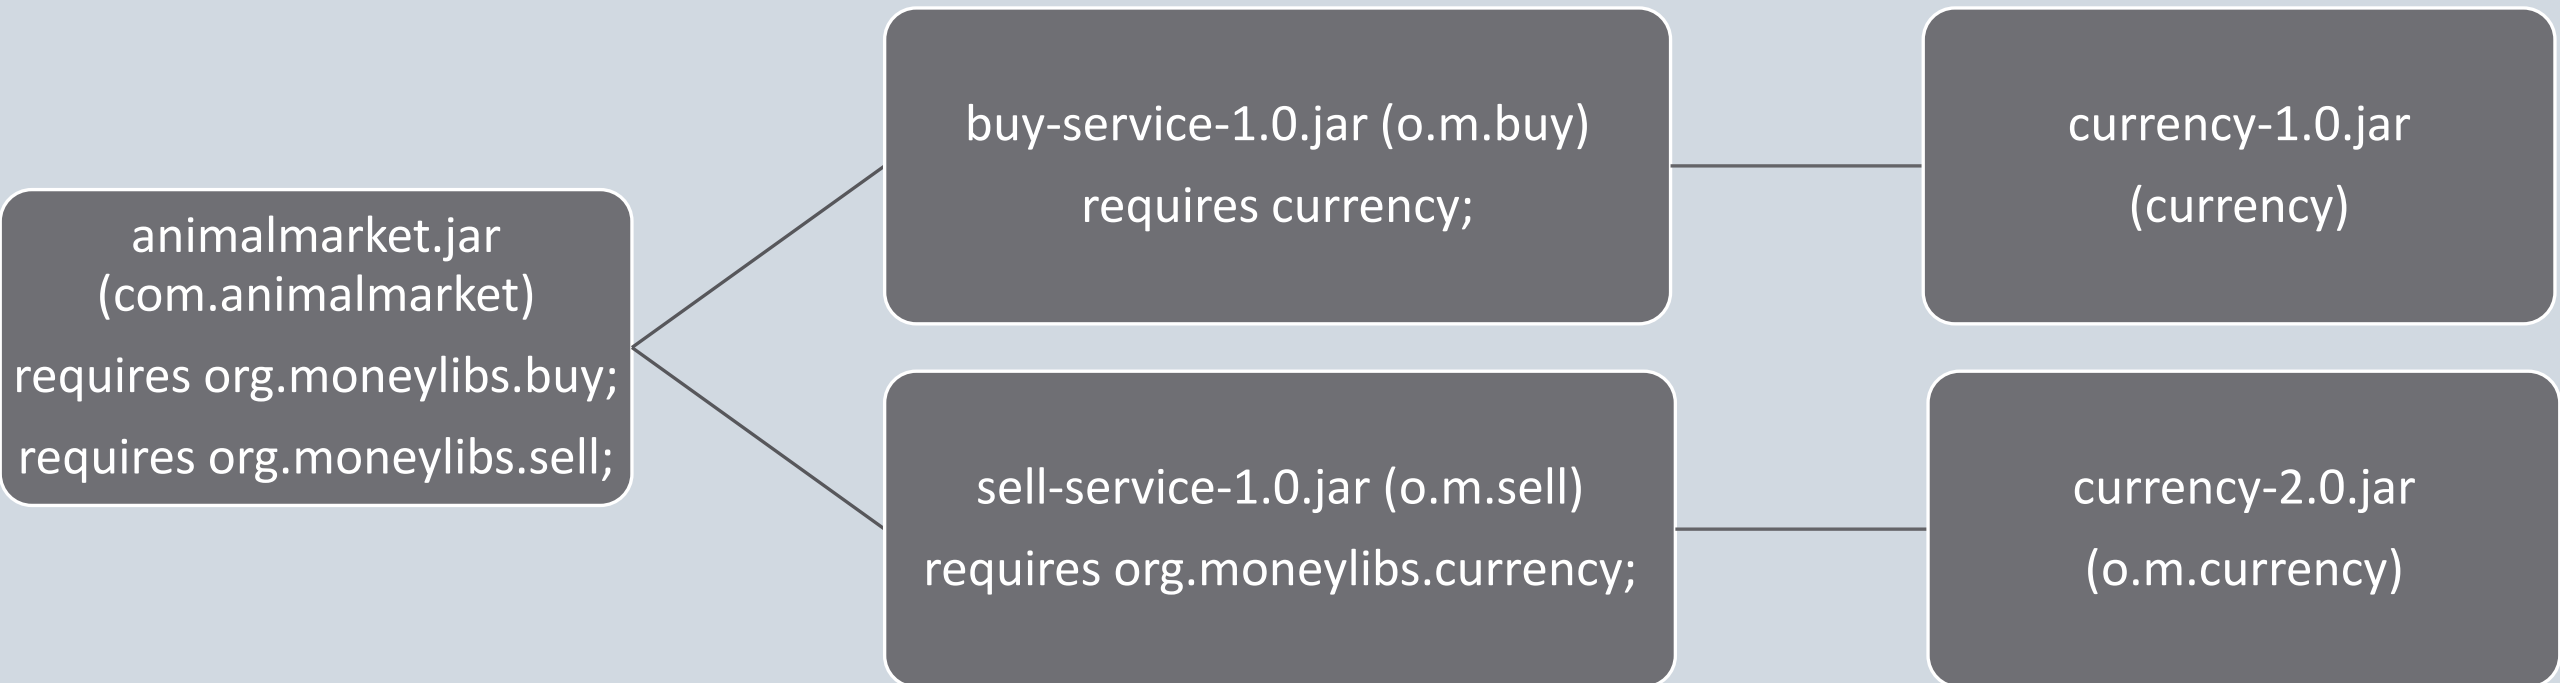 animalmarket.jar
(com.animalmarket)
requires org.moneylibs.buy;
requires org.moneylibs.sell;
buy-service-1.0.jar (o.m.buy)
requires currency;
currency-1.0.jar
(currency)
sell-service-1.0.jar (o.m.sell)
requires org.moneylibs.currency;
currency-2.0.jar
(o.m.currency)